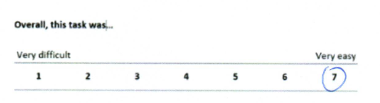 Overall, this task was...
Very difficult Very easy
1 2 3 4 5 6 7